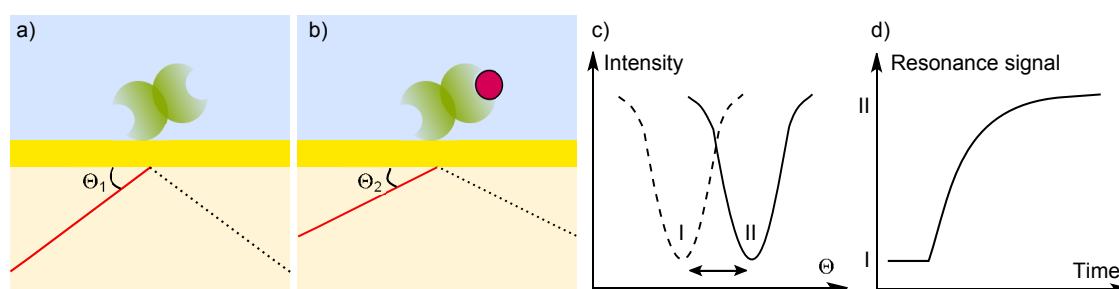 a)
Θ1
b)
Θ2
c)
Intensity
I
II
Θ
d)
Resonance signal
II
I
Time